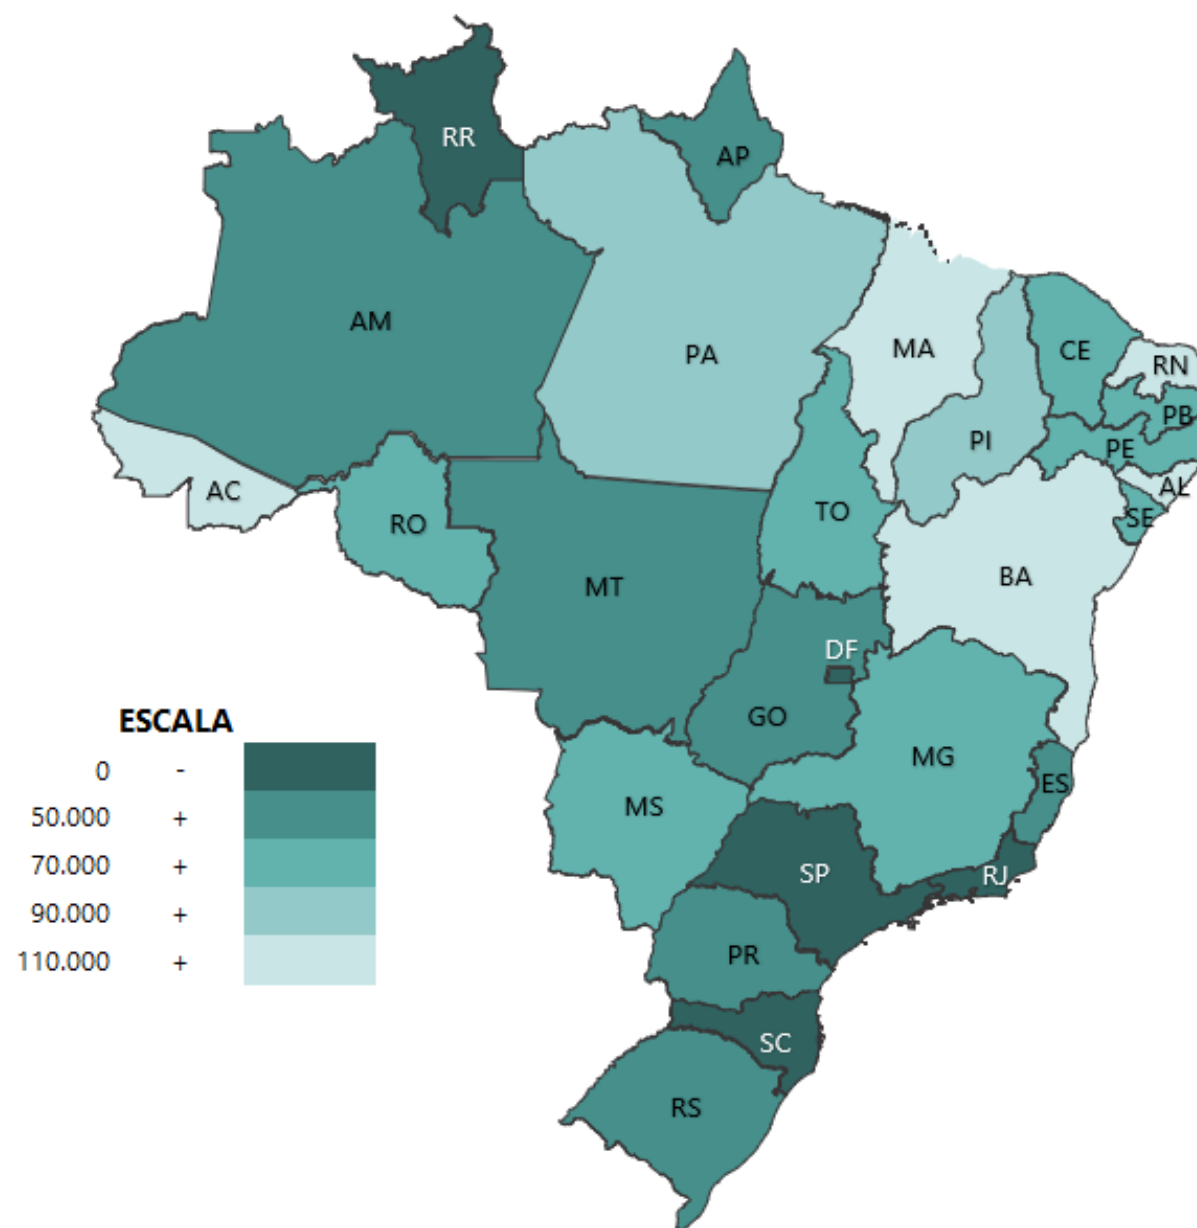 RR
AP
AM
PA
MA
CE
RN
PB
PI
PE
AC
AL
TO
SE
RO
BA
MT
DF
GO
MG
ES
MS
SP
RJ
PR
SC
RS
ESCALA
0 -
50.000 +
70.000 +
90.000 +
110.000 +